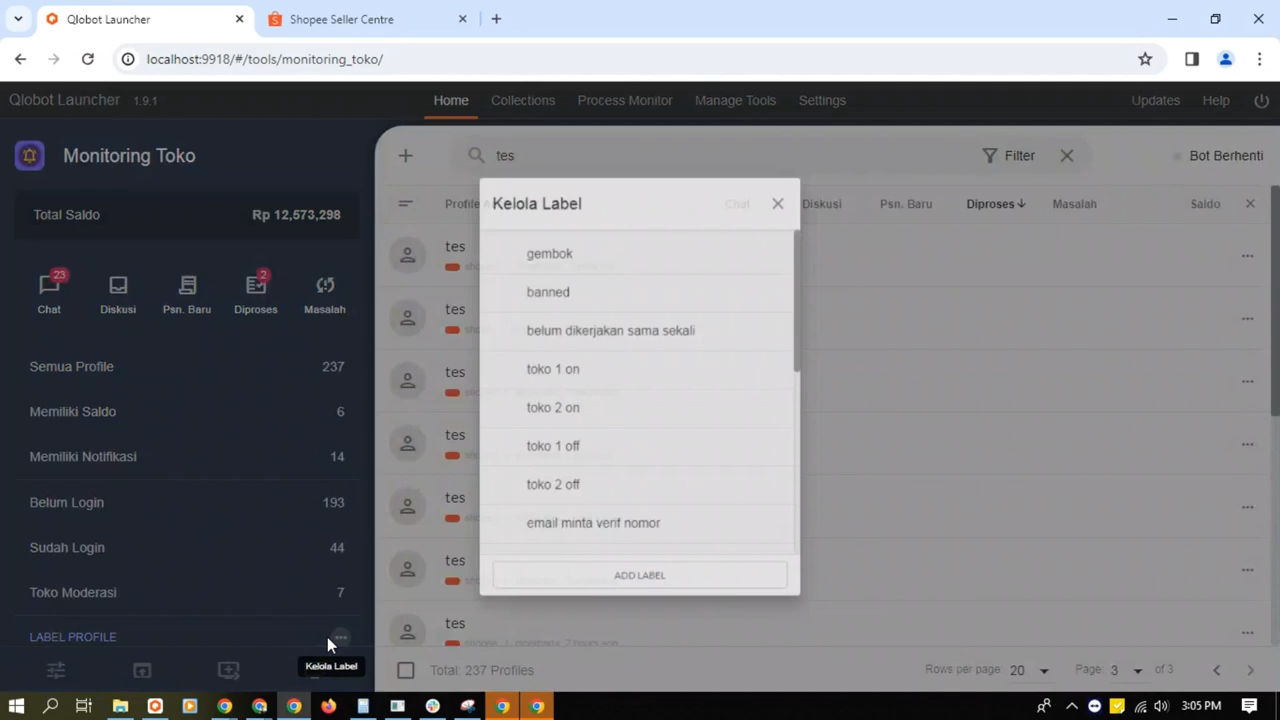 Qlobot Launcher
Shopee Seller Centre
localhost:9918/#/tools/monitoring_toko/
Qlobot Launcher 1.9.1
Home Collections Process Monitor Manage Tools Settings Updates Help
Monitoring Toko
tes Filter Bot Berhenti
Total Saldo Rp 12,573,298
Profile Chat Diskusi Psn. Baru Diproses Masalah Saldo
Kelola Label
23 2
Chat Diskusi Psn. Baru Diproses Masalah
Semua Profile 237
Memiliki Saldo 6
Memiliki Notifikasi 14
Belum Login 193
Sudah Login 44
Toko Moderasi 7
LABEL PROFILE
Kelola Label
tes
tes
tes
tes
tes
tes
tes
gembok
banned
belum dikerjakan sama sekali
toko 1 on
toko 2 on
toko 1 off
toko 2 off
email minta verif nomor
ADD LABEL
Total: 237 Profiles Rows per page: 20 Page: 3 of 3
3:05 PM